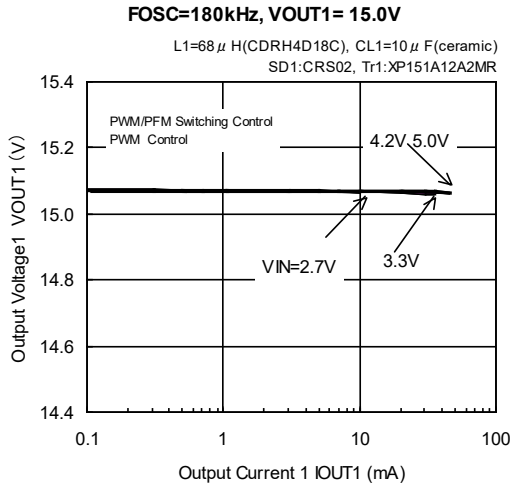 FOSC=180kHz, VOUT1= 15.0V
L1=68μH(CDRH4D18C), CL1=10μF(ceramic)
SD1:CRS02, Tr1:XP151A12A2MR
PWM/PFM Switching Control
PWM Control
4.2V,5.0V
VIN=2.7V
3.3V
Output Voltage1 VOUT1 (V)
15.4
15.2
15.0
14.8
14.6
14.4
0.1 1 10 100
Output Current 1 IOUT1 (mA)